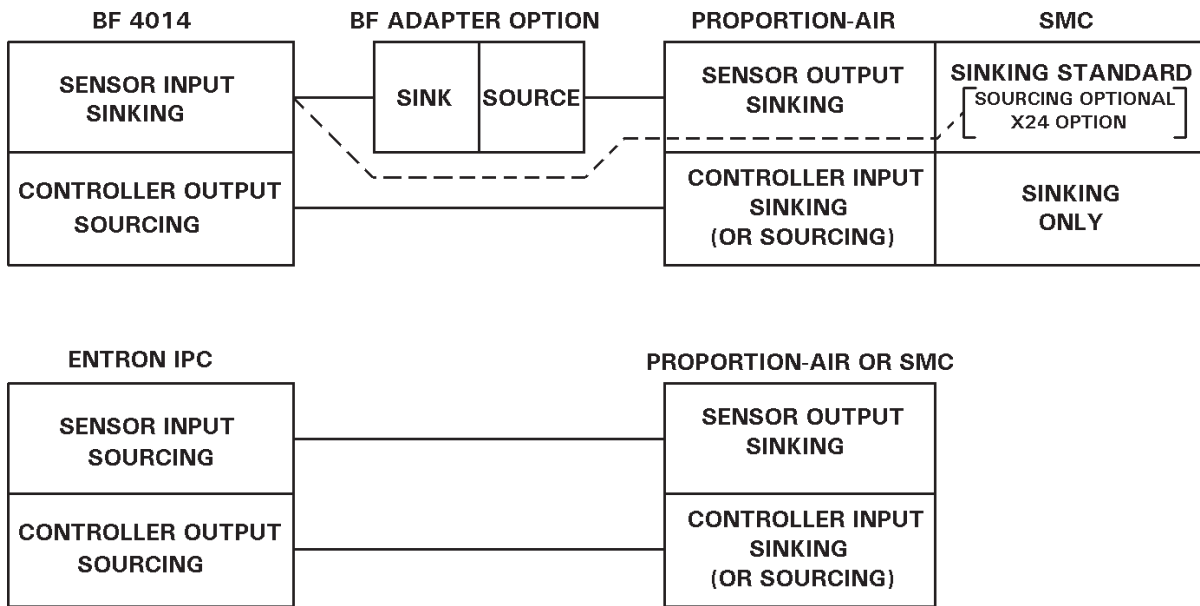 BF 4014
BF ADAPTER OPTION
PROPORTION-AIR
SMC
SENSOR INPUT
SINKING
SINK
SOURCE
SENSOR OUTPUT
SINKING
SINKING STANDARD
SOURCING OPTIONAL
X24 OPTION
CONTROLLER OUTPUT
SOURCING
CONTROLLER INPUT
SINKING
(OR SOURCING)
SINKING
ONLY
ENTRON IPC
PROPORTION-AIR OR SMC
SENSOR INPUT
SOURCING
SENSOR OUTPUT
SINKING
CONTROLLER OUTPUT
SOURCING
CONTROLLER INPUT
SINKING
(OR SOURCING)